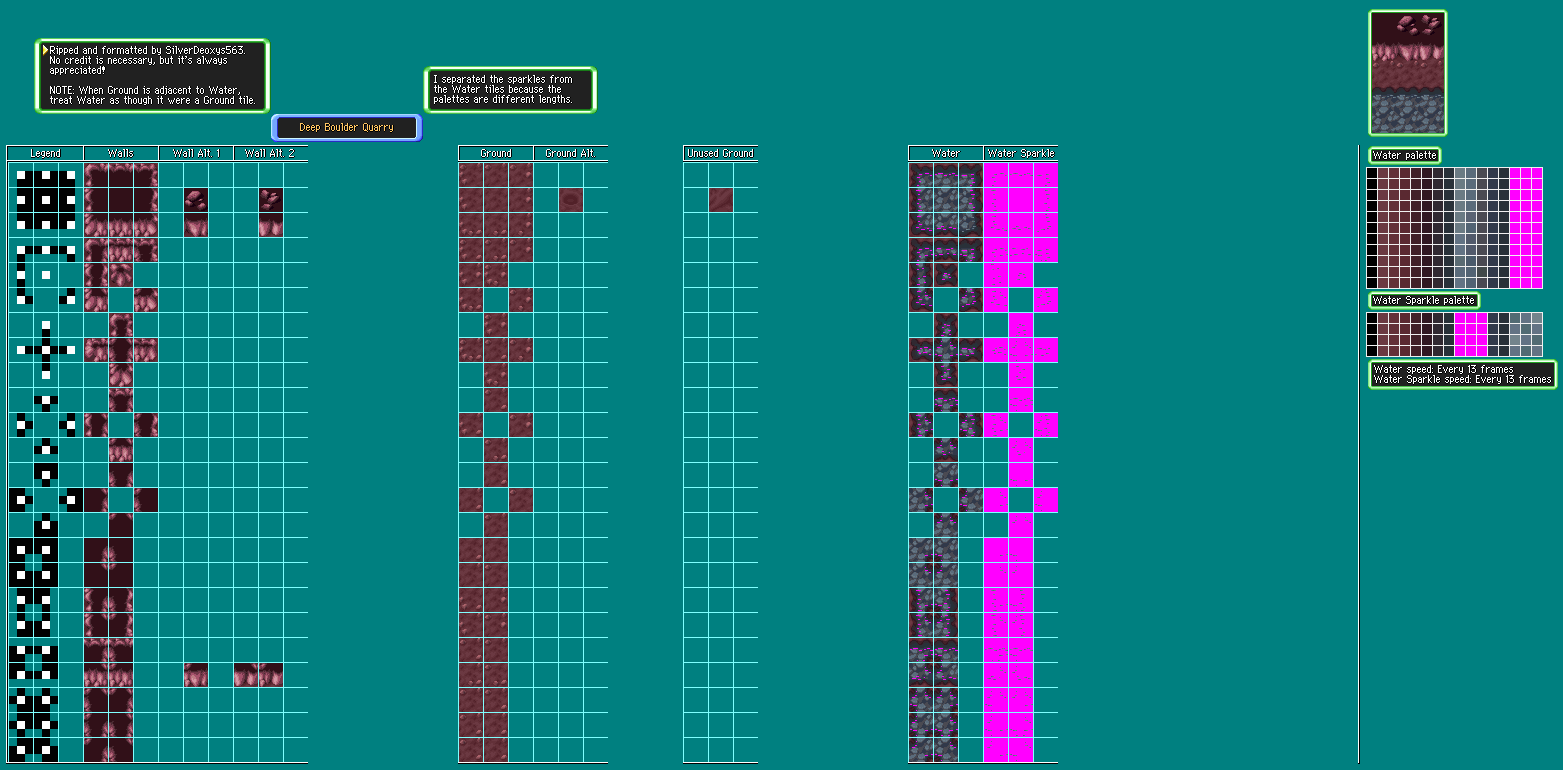 Ripped and formatted by SilverDeoxys563.
No credit is necessary, but it's always
appreciated!
NOTE: When Ground is adjacent to Water,
treat Water as though it were a Ground tile.
I separated the sparkles from
the Water tiles because the
palettes are different lengths.
Deep Boulder Quarry
Legend
Walls
Wall Alt. 1
Wall Alt. 2
Ground
Ground Alt.
Unused Ground
Water
Water Sparkle
Water palette
Water Sparkle palette
Water speed: Every 13 frames
Water Sparkle speed: Every 13 frames